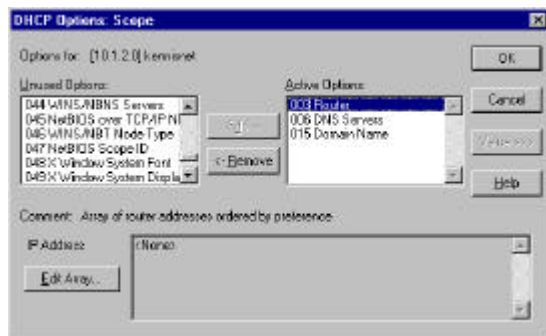 DHCP Options: Scope
Options for: [10.1.2.0] kennisnet
OK
Unused Options:
Active Options:
044 WINS/NBNS Servers
045 NetBIOS over TCP/IP N
046 WINS/NBT Node Type
047 NetBIOS Scope ID
048 X Window System Font
049 X Window System Displa
<- Remove
003 Router
006 DNS Servers
015 Domain Name
Cancel
Help
Comment: Array of router addresses ordered by preference
IP Address
<None>
Edit Array...